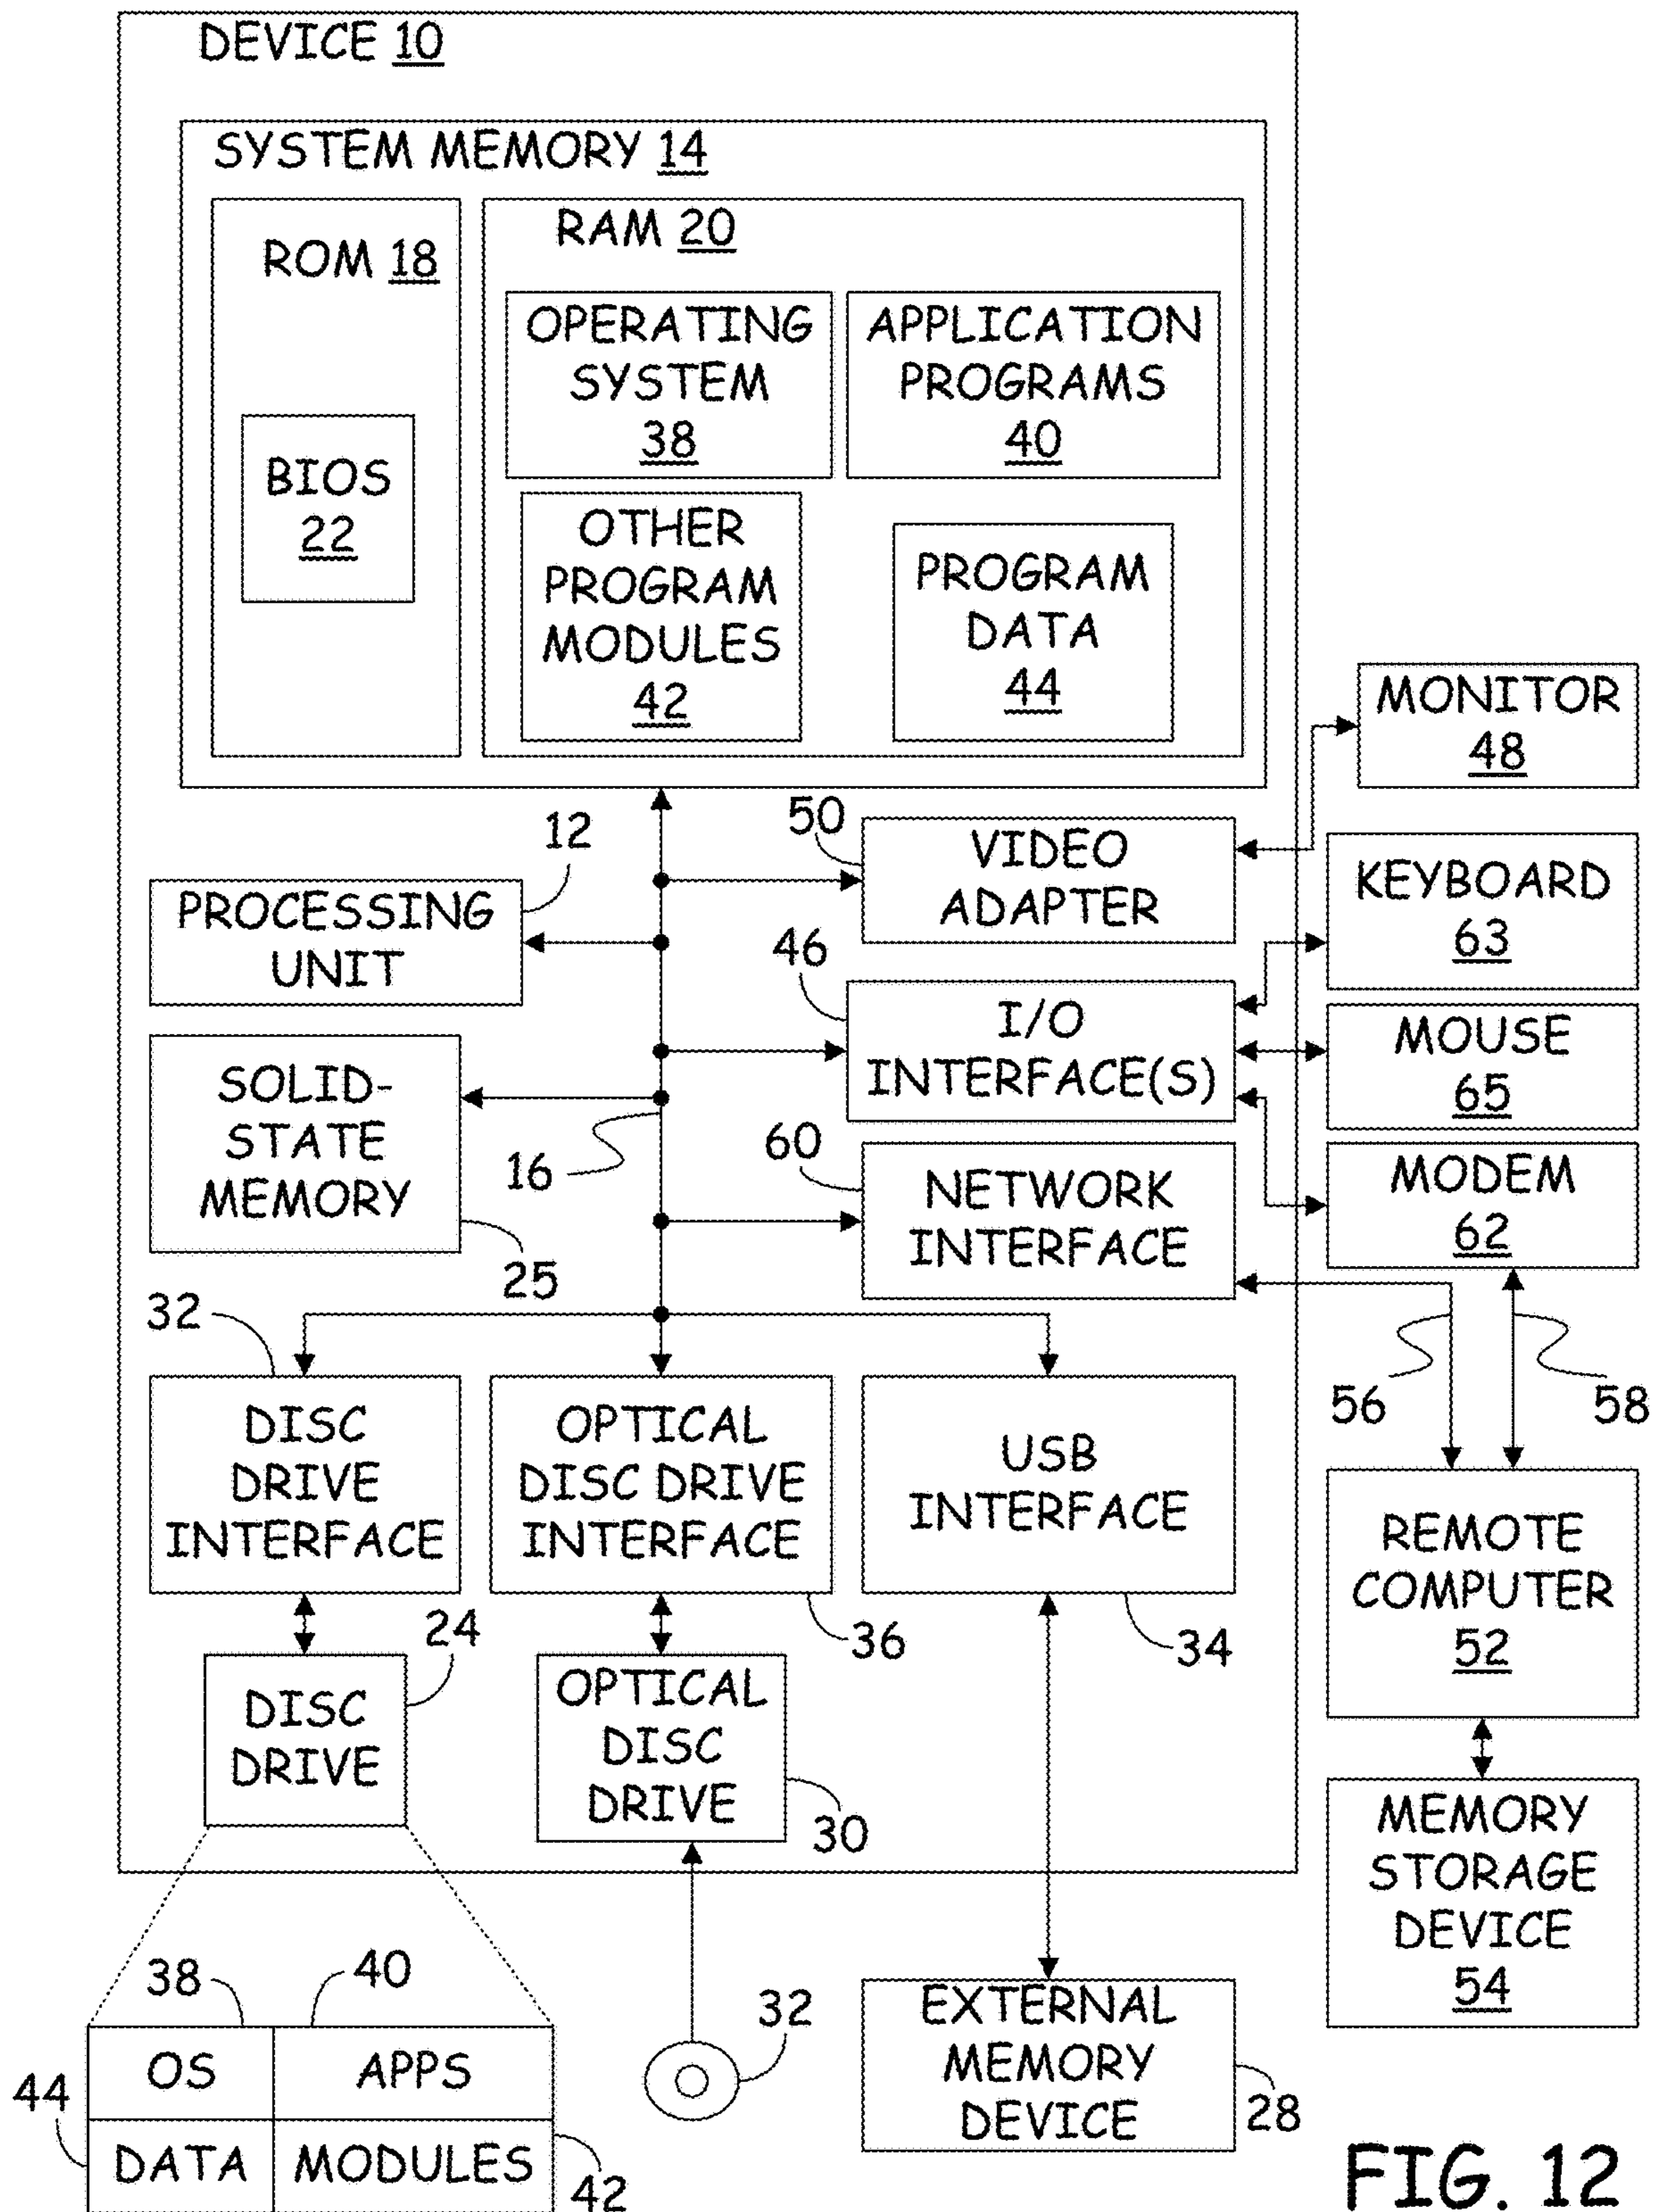 DEVICE 10
SYSTEM MEMORY 14
ROM 18
BIOS
22
RAM 20
OPERATING
SYSTEM
38
APPLICATION
PROGRAMS
40
OTHER
PROGRAM
MODULES
42
PROGRAM
DATA
44
MONITOR
48
12
PROCESSING
UNIT
50
VIDEO
ADAPTER
KEYBOARD
63
46
I/O
INTERFACE(S)
MOUSE
65
SOLID-
STATE
MEMORY
25
16
60
NETWORK
INTERFACE
MODEM
62
56
58
32
DISC
DRIVE
INTERFACE
OPTICAL
DISC DRIVE
INTERFACE
36
USB
INTERFACE
34
REMOTE
COMPUTER
52
24
DISC
DRIVE
OPTICAL
DISC
DRIVE
30
MEMORY
STORAGE
DEVICE
54
38
40
OS
APPS
44
DATA
MODULES
42
32
EXTERNAL
MEMORY
DEVICE
28
FIG. 12